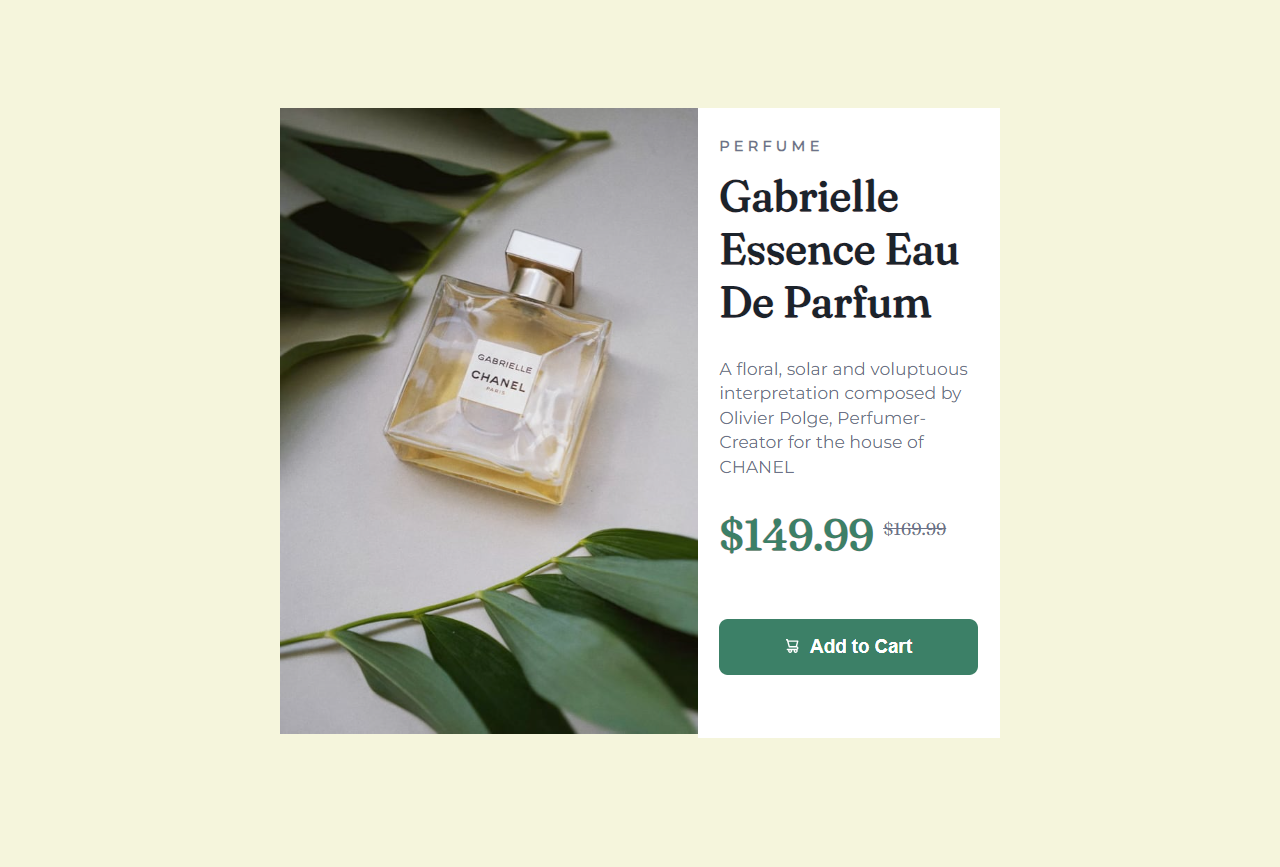 GABRIELLE
CHANEL
PARIS
PERFUME
Gabrielle
Essence Eau
De Parfum
A floral, solar and voluptuous
interpretation composed by
Olivier Polge, Perfumer-
Creator for the house of
CHANEL
$149.99 $169.99
Add to Cart